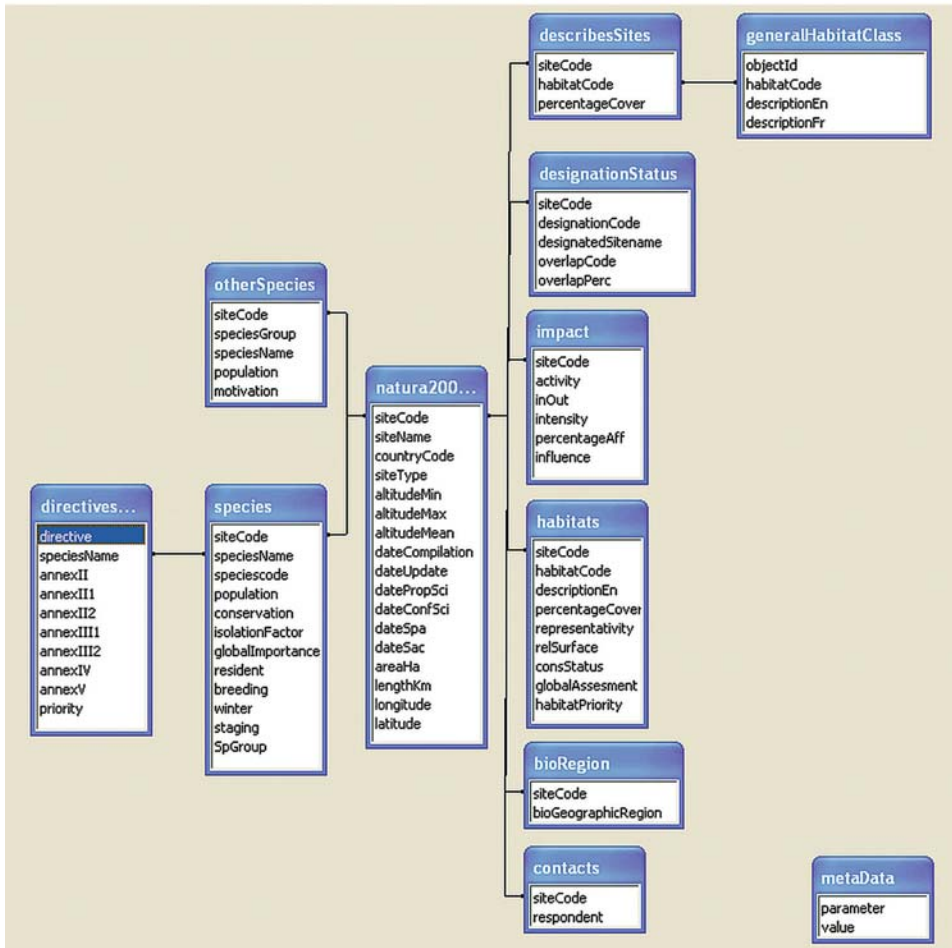 describesSites
siteCode
habitatCode
percentageCover
generalHabitatClass
objectId
habitatCode
descriptionEn
descriptionFr
designationStatus
siteCode
designationCode
designatedSitename
overlapCode
overlapPerc
otherSpecies
siteCode
speciesGroup
speciesName
population
motivation
impact
siteCode
activity
inOut
intensity
percentageAff
influence
natura200...
siteCode
siteName
countryCode
siteType
altitudeMin
altitudeMax
altitudeMean
dateCompilation
dateUpdate
datePropSci
dateConfSci
dateSpa
dateSac
areaHa
lengthKm
longitude
latitude
directives...
directive
speciesName
annexII
annexII1
annexII2
annexIII1
annexIII2
annexIV
annexV
priority
species
siteCode
speciesName
speciescode
population
conservation
isolationFactor
globalImportance
resident
breeding
winter
staging
SpGroup
habitats
siteCode
habitatCode
descriptionEn
percentageCover
representativity
relSurface
consStatus
globalAssesment
habitatPriority
bioRegion
siteCode
bioGeographicRegion
contacts
siteCode
respondent
metaData
parameter
value